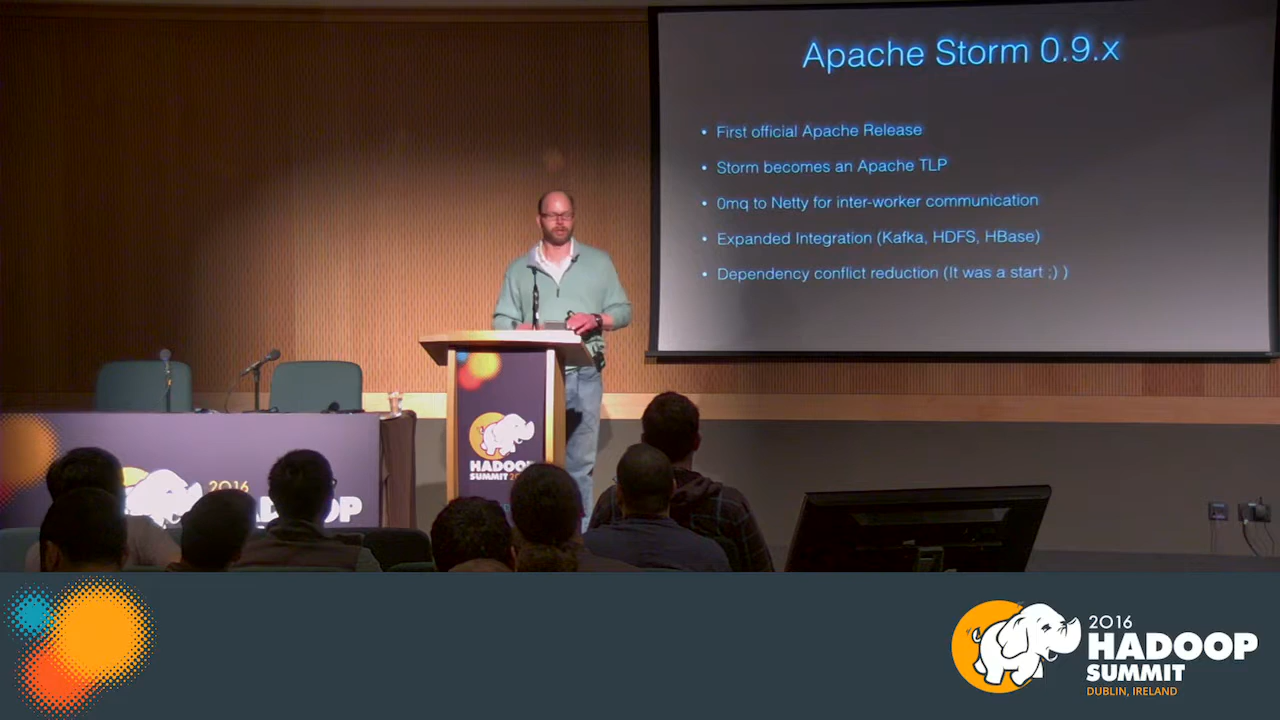 Apache Storm 0.9.x
• First official Apache Release
• Storm becomes an Apache TLP
• 0mq to Netty for inter-worker communication
• Expanded Integration (Kafka, HDFS, HBase)
• Dependency conflict reduction (It was a start ;) )
HADOOP
SUMMIT
2016
HADOOP
2016
HADOOP
SUMMIT
DUBLIN, IRELAND